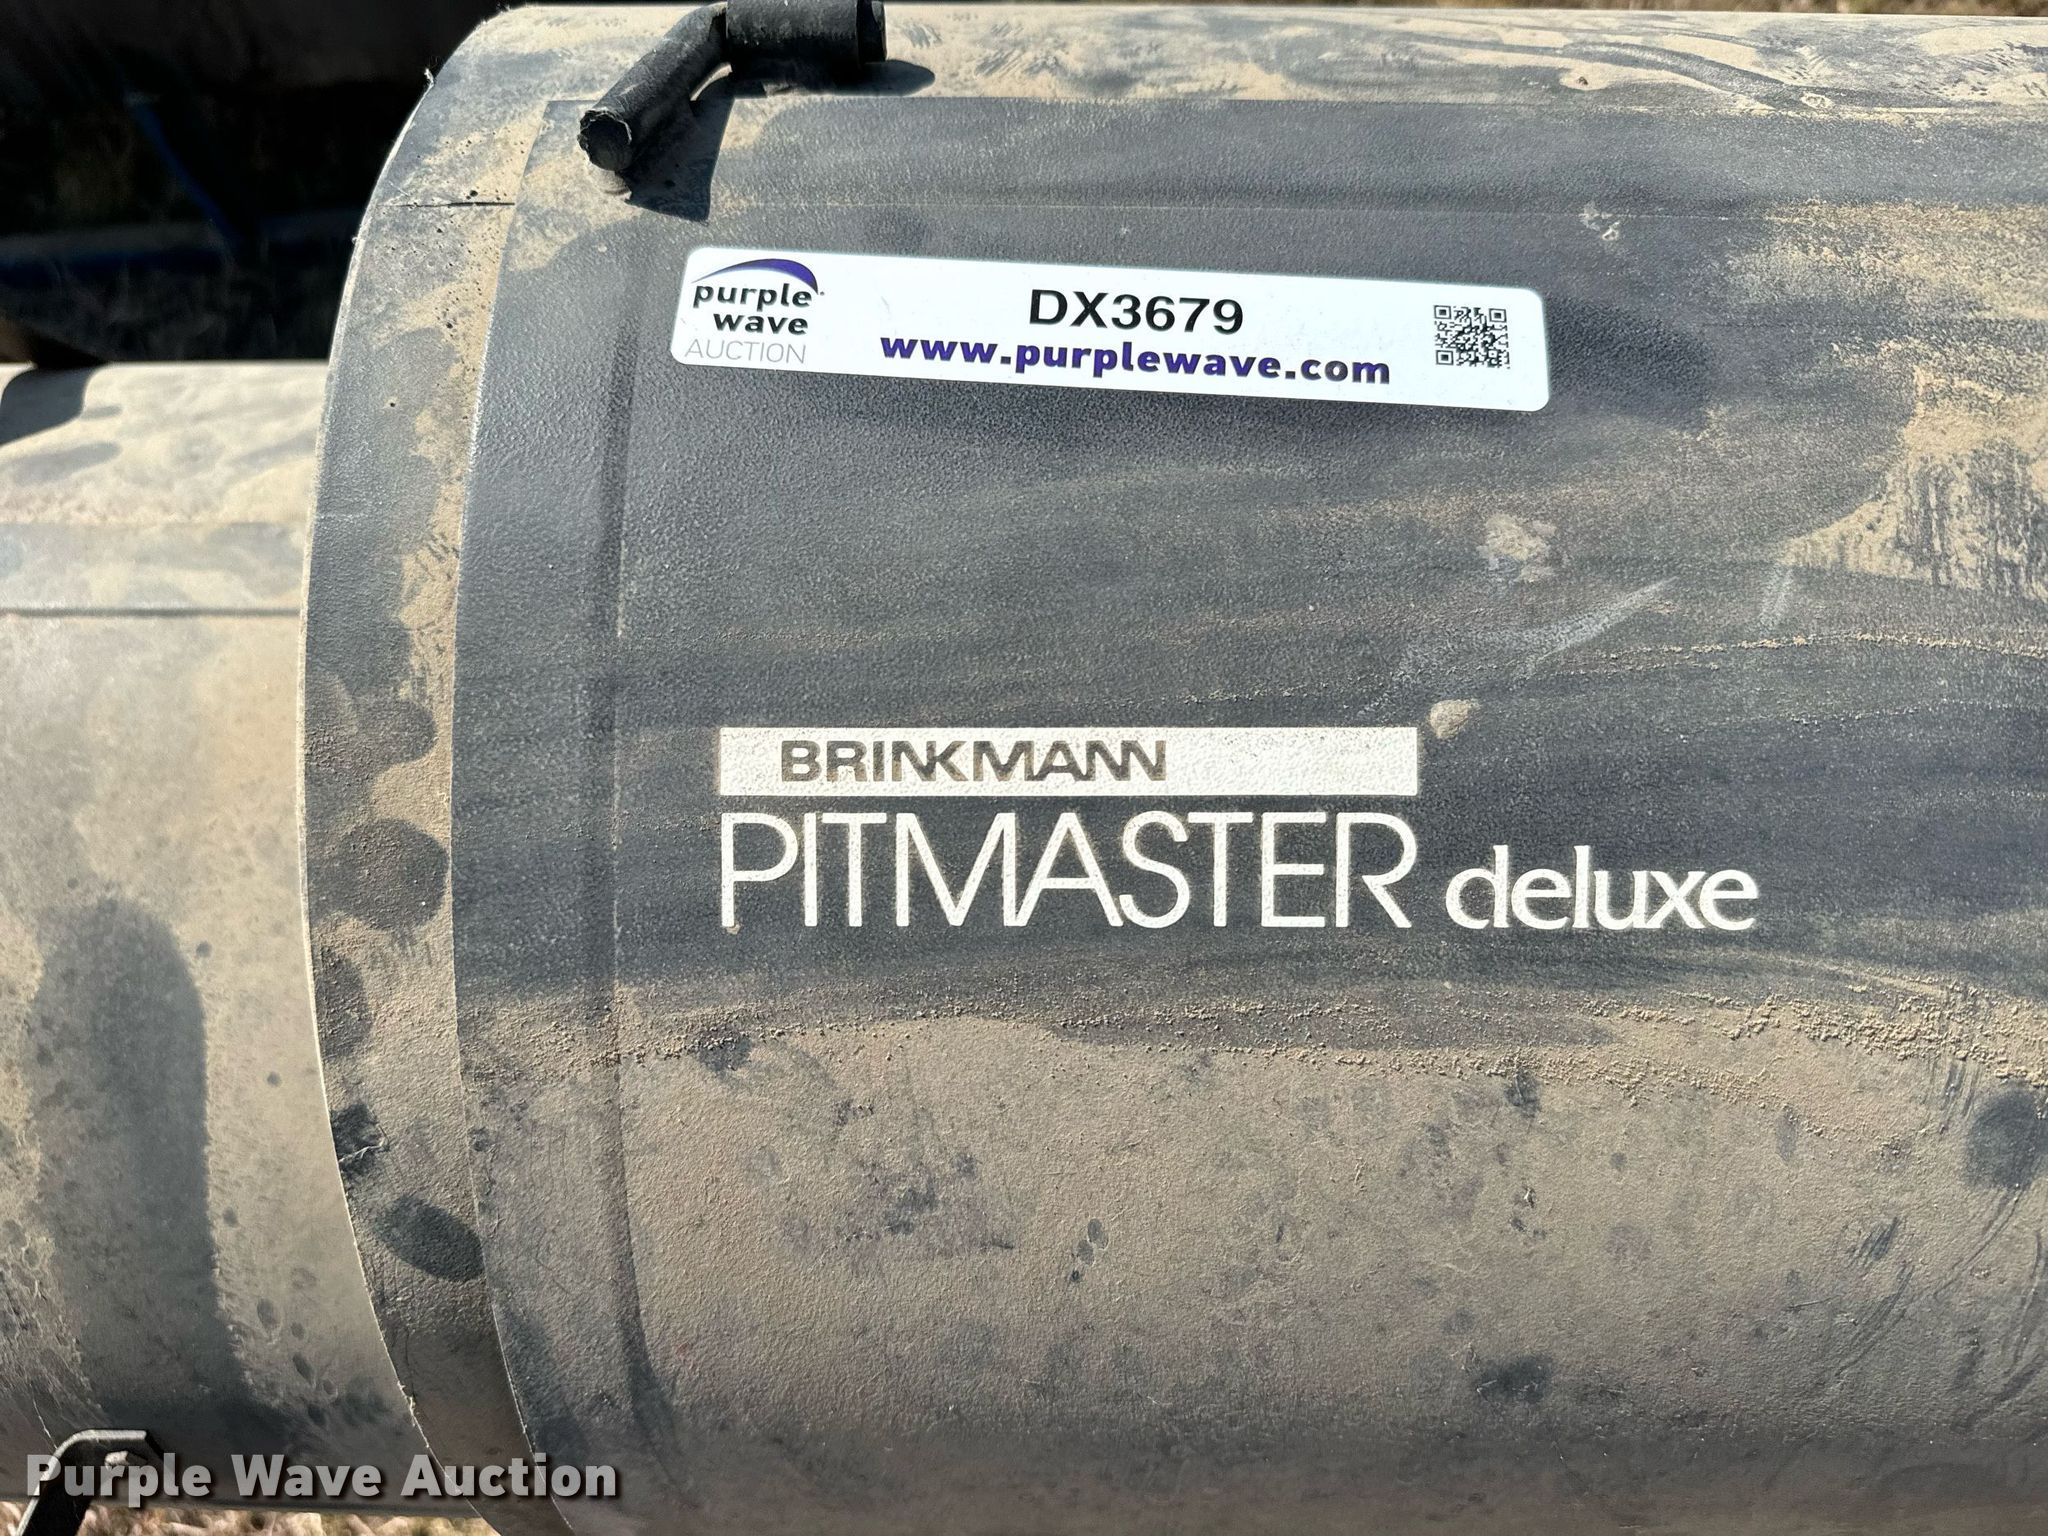 purple
wave
AUCTION
DX3679
www.purplewave.com
BRINKMANN
PITMASTER deluxe
Purple Wave Auction